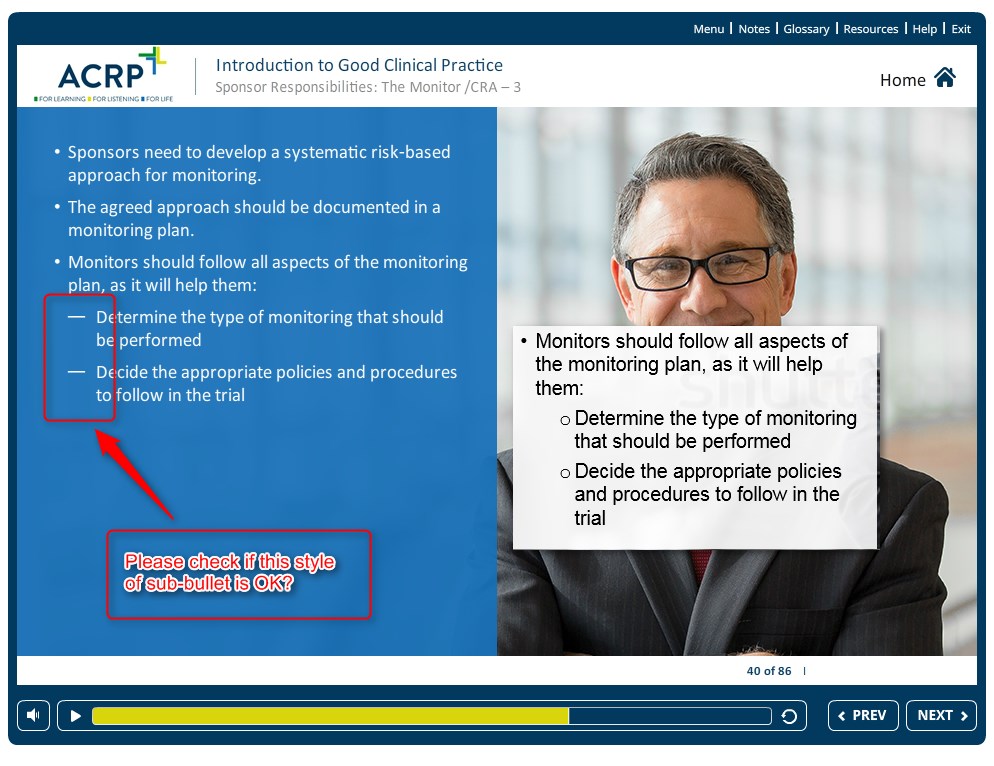 Menu | Notes | Glossary | Resources | Help | Exit
ACRP
FOR LEARNING FOR LISTENING FOR LIFE
Introduction to Good Clinical Practice
Sponsor Responsibilities: The Monitor /CRA – 3
Home
• Sponsors need to develop a systematic risk-based
approach for monitoring.
• The agreed approach should be documented in a
monitoring plan.
• Monitors should follow all aspects of the monitoring
plan, as it will help them:
— Determine the type of monitoring that should
be performed
— Decide the appropriate policies and procedures
to follow in the trial
Please check if this style
of sub-bullet is OK?
• Monitors should follow all aspects of
the monitoring plan, as it will help
them:
o Determine the type of monitoring
that should be performed
o Decide the appropriate policies
and procedures to follow in the
trial
40 of 86 |
PREV
NEXT